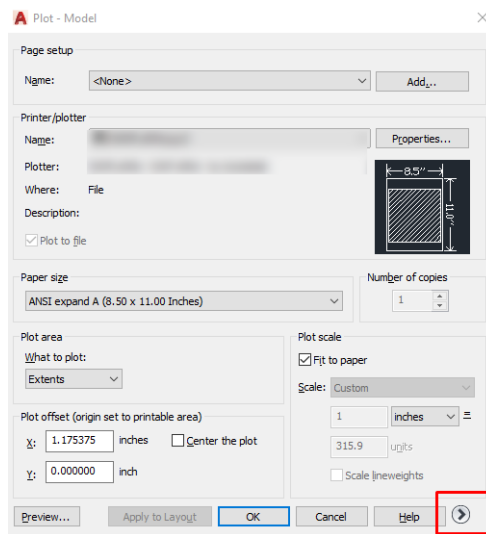 Plot - Model
Page setup
Name: <None> Add...
Printer/plotter
Name: Properties...
Plotter:
Where: File
Description:
Plot to file
8.5''
11.0''
Paper size
ANSI expand A (8.50 x 11.00 Inches)
Number of copies
1
Plot area
What to plot:
Extents
Plot scale
Fit to paper
Scale: Custom
1 inches =
315.9 units
Scale lineweights
Plot offset (origin set to printable area)
X: 1.175375 inches Center the plot
Y: 0.000000 inch
Preview... Apply to Layout OK Cancel Help